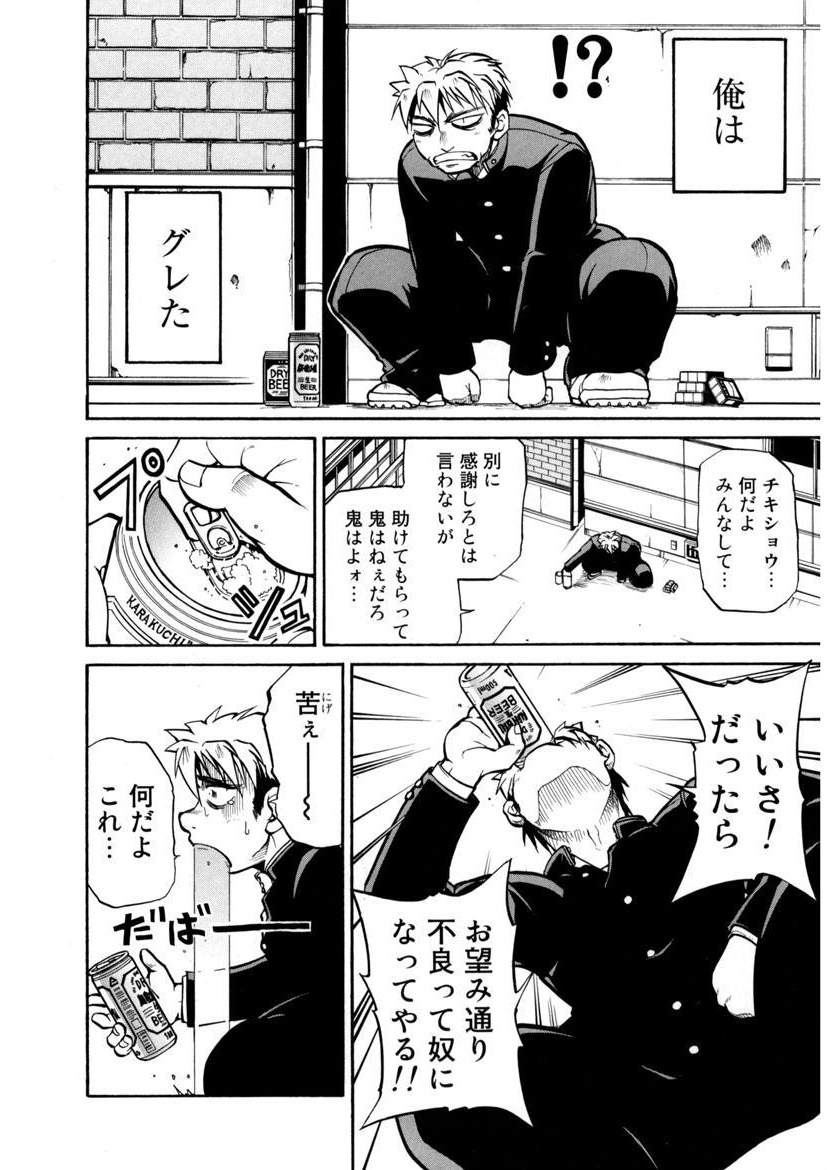 俺は
!?
グレた
DRY
BEER
DRY
生
BEER
チキショウ…
何だよ
みんなして…
別に
感謝しろとは
言わないが
助けてもらって
鬼はねぇだろ
鬼はよォ…
プシュ
KARAKUCHI
いいさ!
だったら
500ml
BEER
お望み通り
不良って奴に
なってやる!!
苦ぇ――~
にげ
何だよ
これ…
だばーー